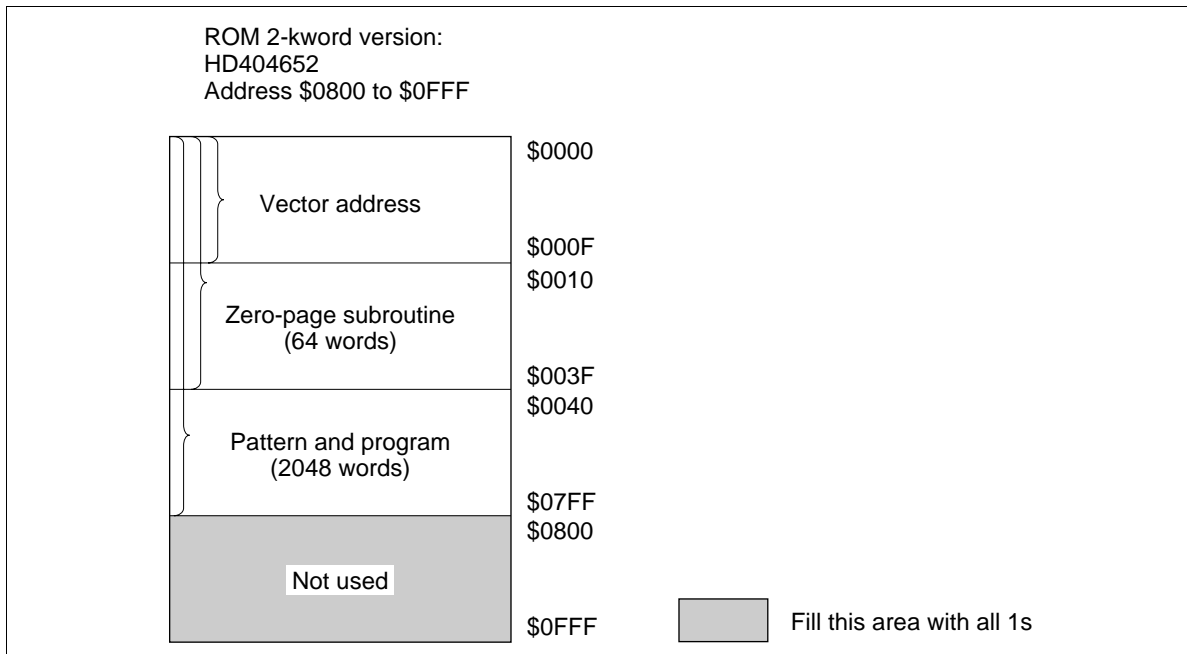 ROM 2-kword version:
HD404652
Address $0800 to $0FFF
$0000
Vector address
$000F
$0010
Zero-page subroutine
(64 words)
$003F
$0040
Pattern and program
(2048 words)
$07FF
$0800
Not used
$0FFF
Fill this area with all 1s